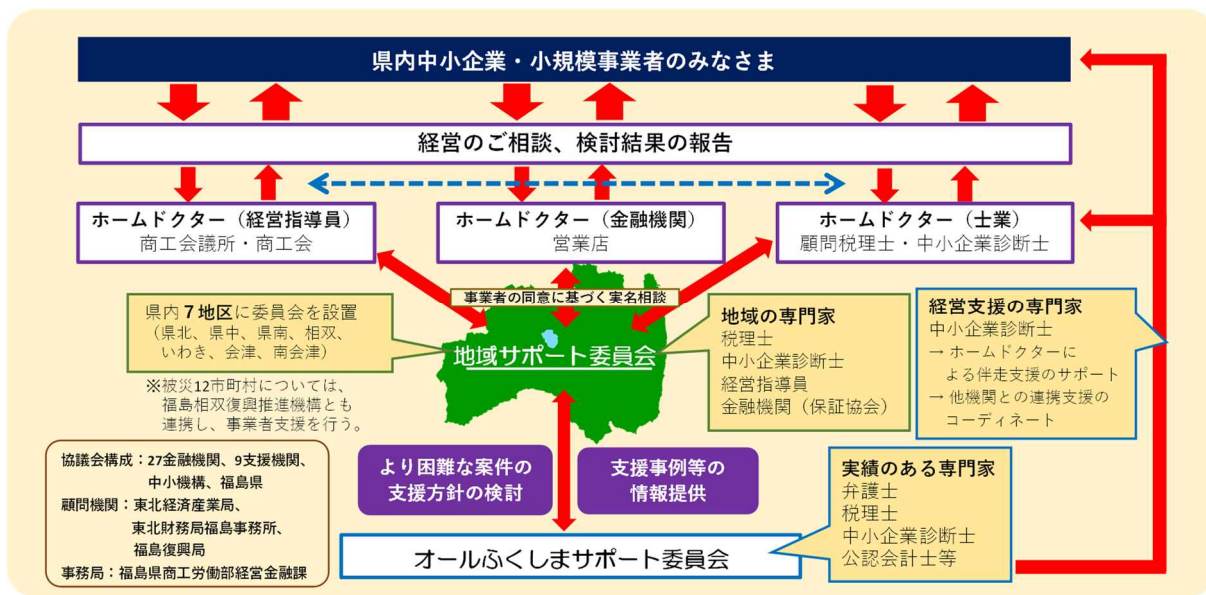 県内中小企業・小規模事業者のみなさま
経営のご相談、検討結果の報告
ホームドクター（経営指導員）
商工会議所・商工会
ホームドクター（金融機関）
営業店
ホームドクター（士業）
顧問税理士・中小企業診断士
事業者の同意に基づく実名相談
県内７地区に委員会を設置
（県北、県中、県南、相双、
いわき、会津、南会津）
※被災12市町村については、
福島相双復興推進機構とも
連携し、事業者支援を行う。
地域サポート委員会
地域の専門家
税理士
中小企業診断士
経営指導員
金融機関（保証協会）
経営支援の専門家
中小企業診断士
→ ホームドクターに
よる伴走支援のサポート
→ 他機関との連携支援の
コーディネート
協議会構成：27金融機関、9支援機関、
中小機構、福島県
顧問機関：東北経済産業局、
東北財務局福島事務所、
福島復興局
事務局：福島県商工労働部経営金融課
より困難な案件の
支援方針の検討
支援事例等の
情報提供
オールふくしまサポート委員会
実績のある専門家
弁護士
税理士
中小企業診断士
公認会計士等